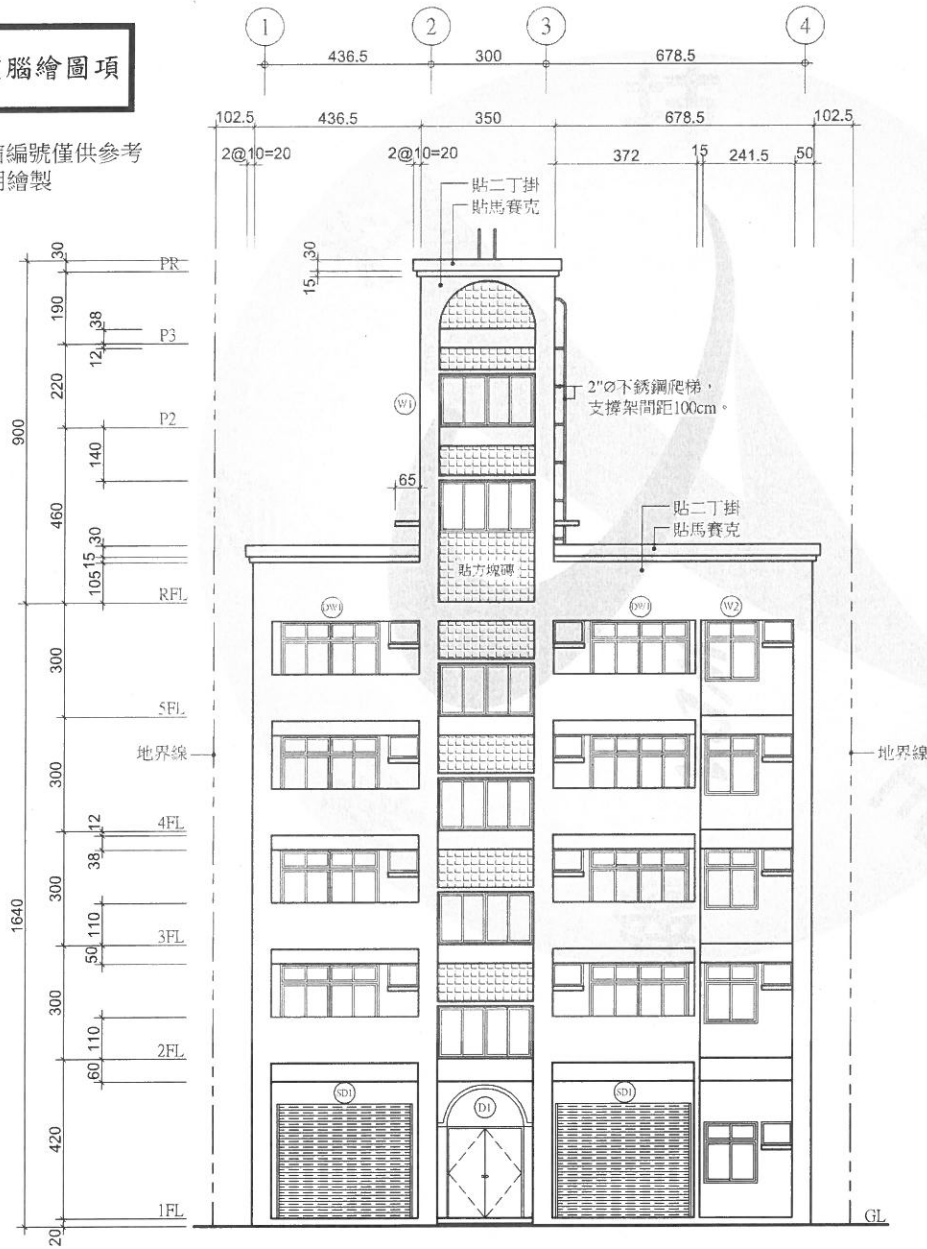 1
2
3
4
436.5
300
678.5
腦繪圖項
102.5
436.5
350
678.5
102.5
編號僅供參考
繪製
2@10=20
2@10=20
372
15
241.5
50
貼二丁掛
貼馬賽克
30
PR
30
15
190
38
P3
12
220
2"Ø不銹鋼爬梯，
支撐架間距100cm。
W1
900
P2
140
65
460
貼二丁掛
貼馬賽克
30
15
105
貼方塊磚
RFL
DW1
DW1
W2
300
5FL
地界線
地界線
300
12
4FL
38
300
1640
110
3FL
50
300
110
2FL
60
SD1
D1
SD1
420
1FL
GL
20